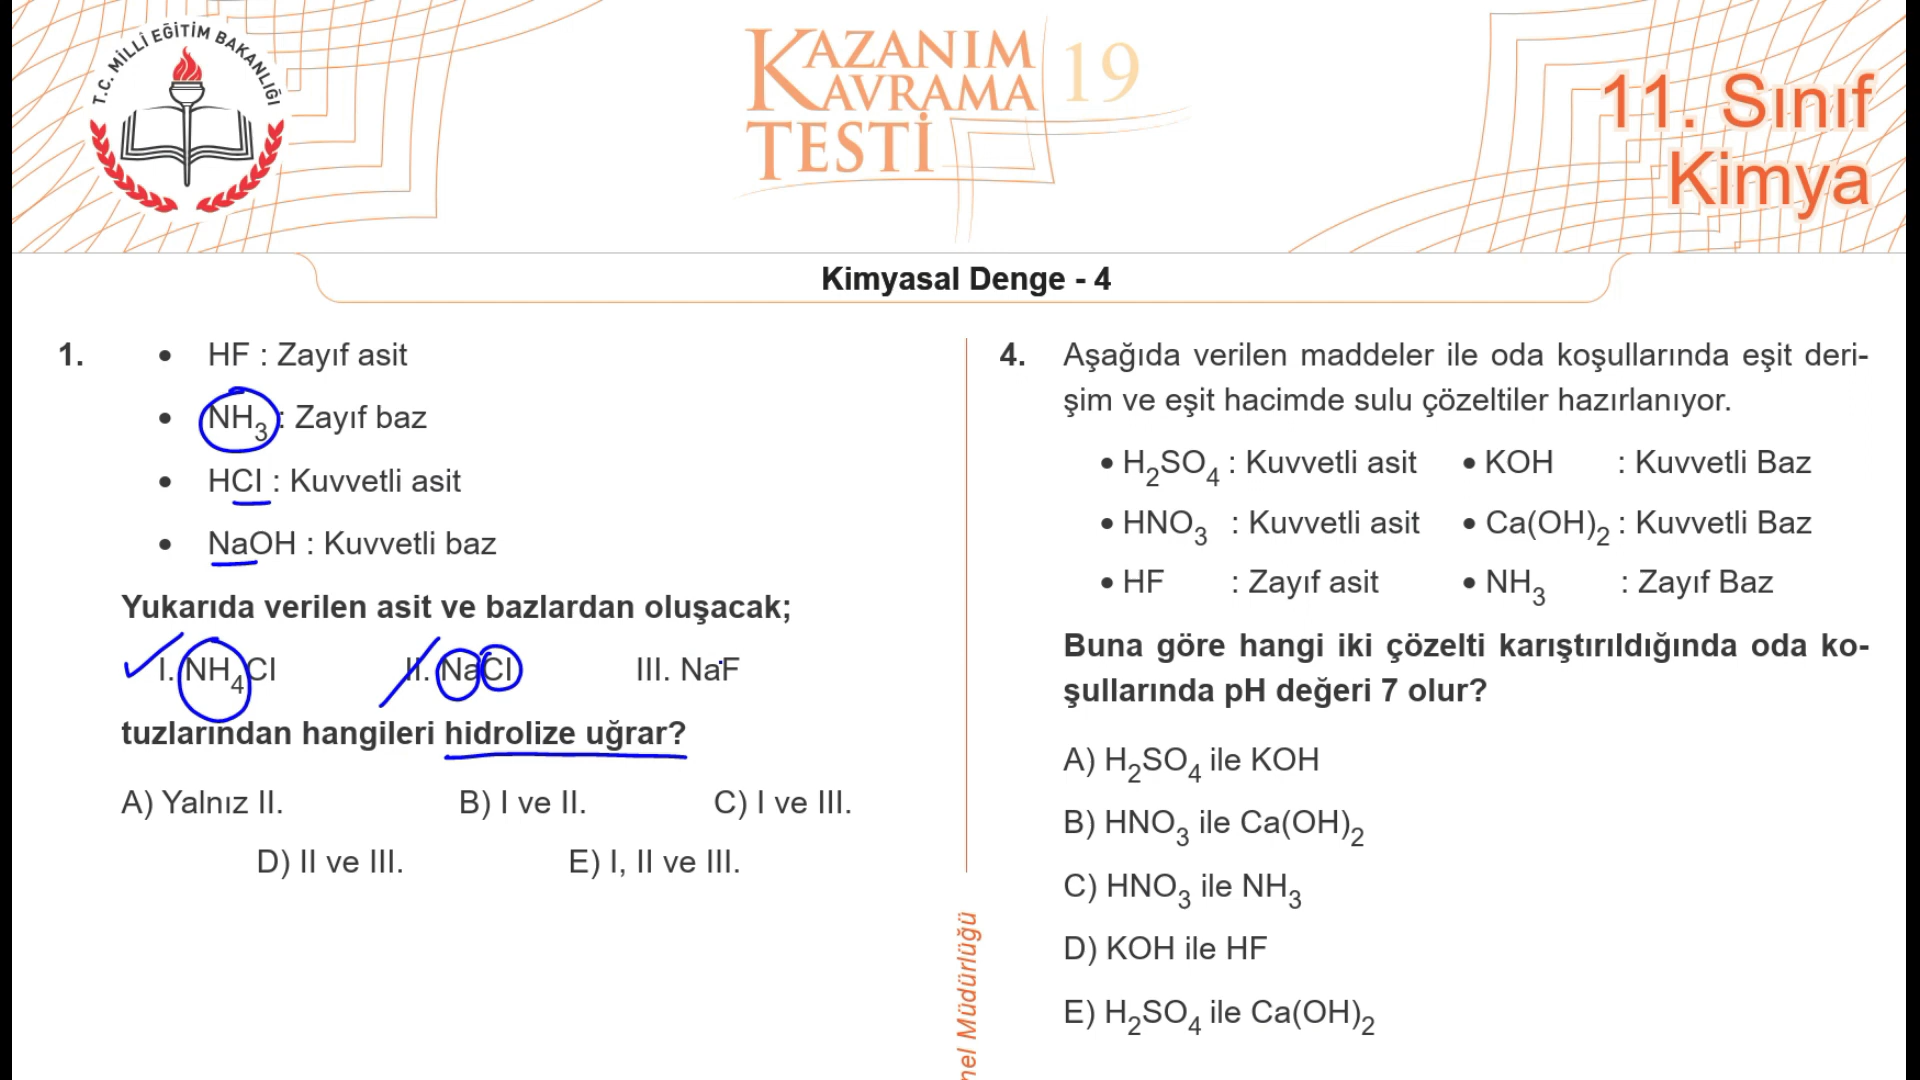 T.C. MİLLÎ EĞİTİM BAKANLIĞI
KAZANIM
KAVRAMA
TESTİ
19
11. Sınıf
Kimya
Kimyasal Denge - 4
1.
• HF : Zayıf asit
• NH3 : Zayıf baz
• HCl : Kuvvetli asit
• NaOH : Kuvvetli baz
Yukarıda verilen asit ve bazlardan oluşacak;
I. NH4Cl II. NaCl III. NaF
tuzlarından hangileri hidrolize uğrar?
A) Yalnız II. B) I ve II. C) I ve III.
D) II ve III. E) I, II ve III.
4. Aşağıda verilen maddeler ile oda koşullarında eşit deri-
şim ve eşit hacimde sulu çözeltiler hazırlanıyor.
• H2SO4 : Kuvvetli asit • KOH : Kuvvetli Baz
• HNO3 : Kuvvetli asit • Ca(OH)2 : Kuvvetli Baz
• HF : Zayıf asit • NH3 : Zayıf Baz
Buna göre hangi iki çözelti karıştırıldığında oda ko-
şullarında pH değeri 7 olur?
A) H2SO4 ile KOH
B) HNO3 ile Ca(OH)2
C) HNO3 ile NH3
D) KOH ile HF
E) H2SO4 ile Ca(OH)2
nel Müdürlüğü